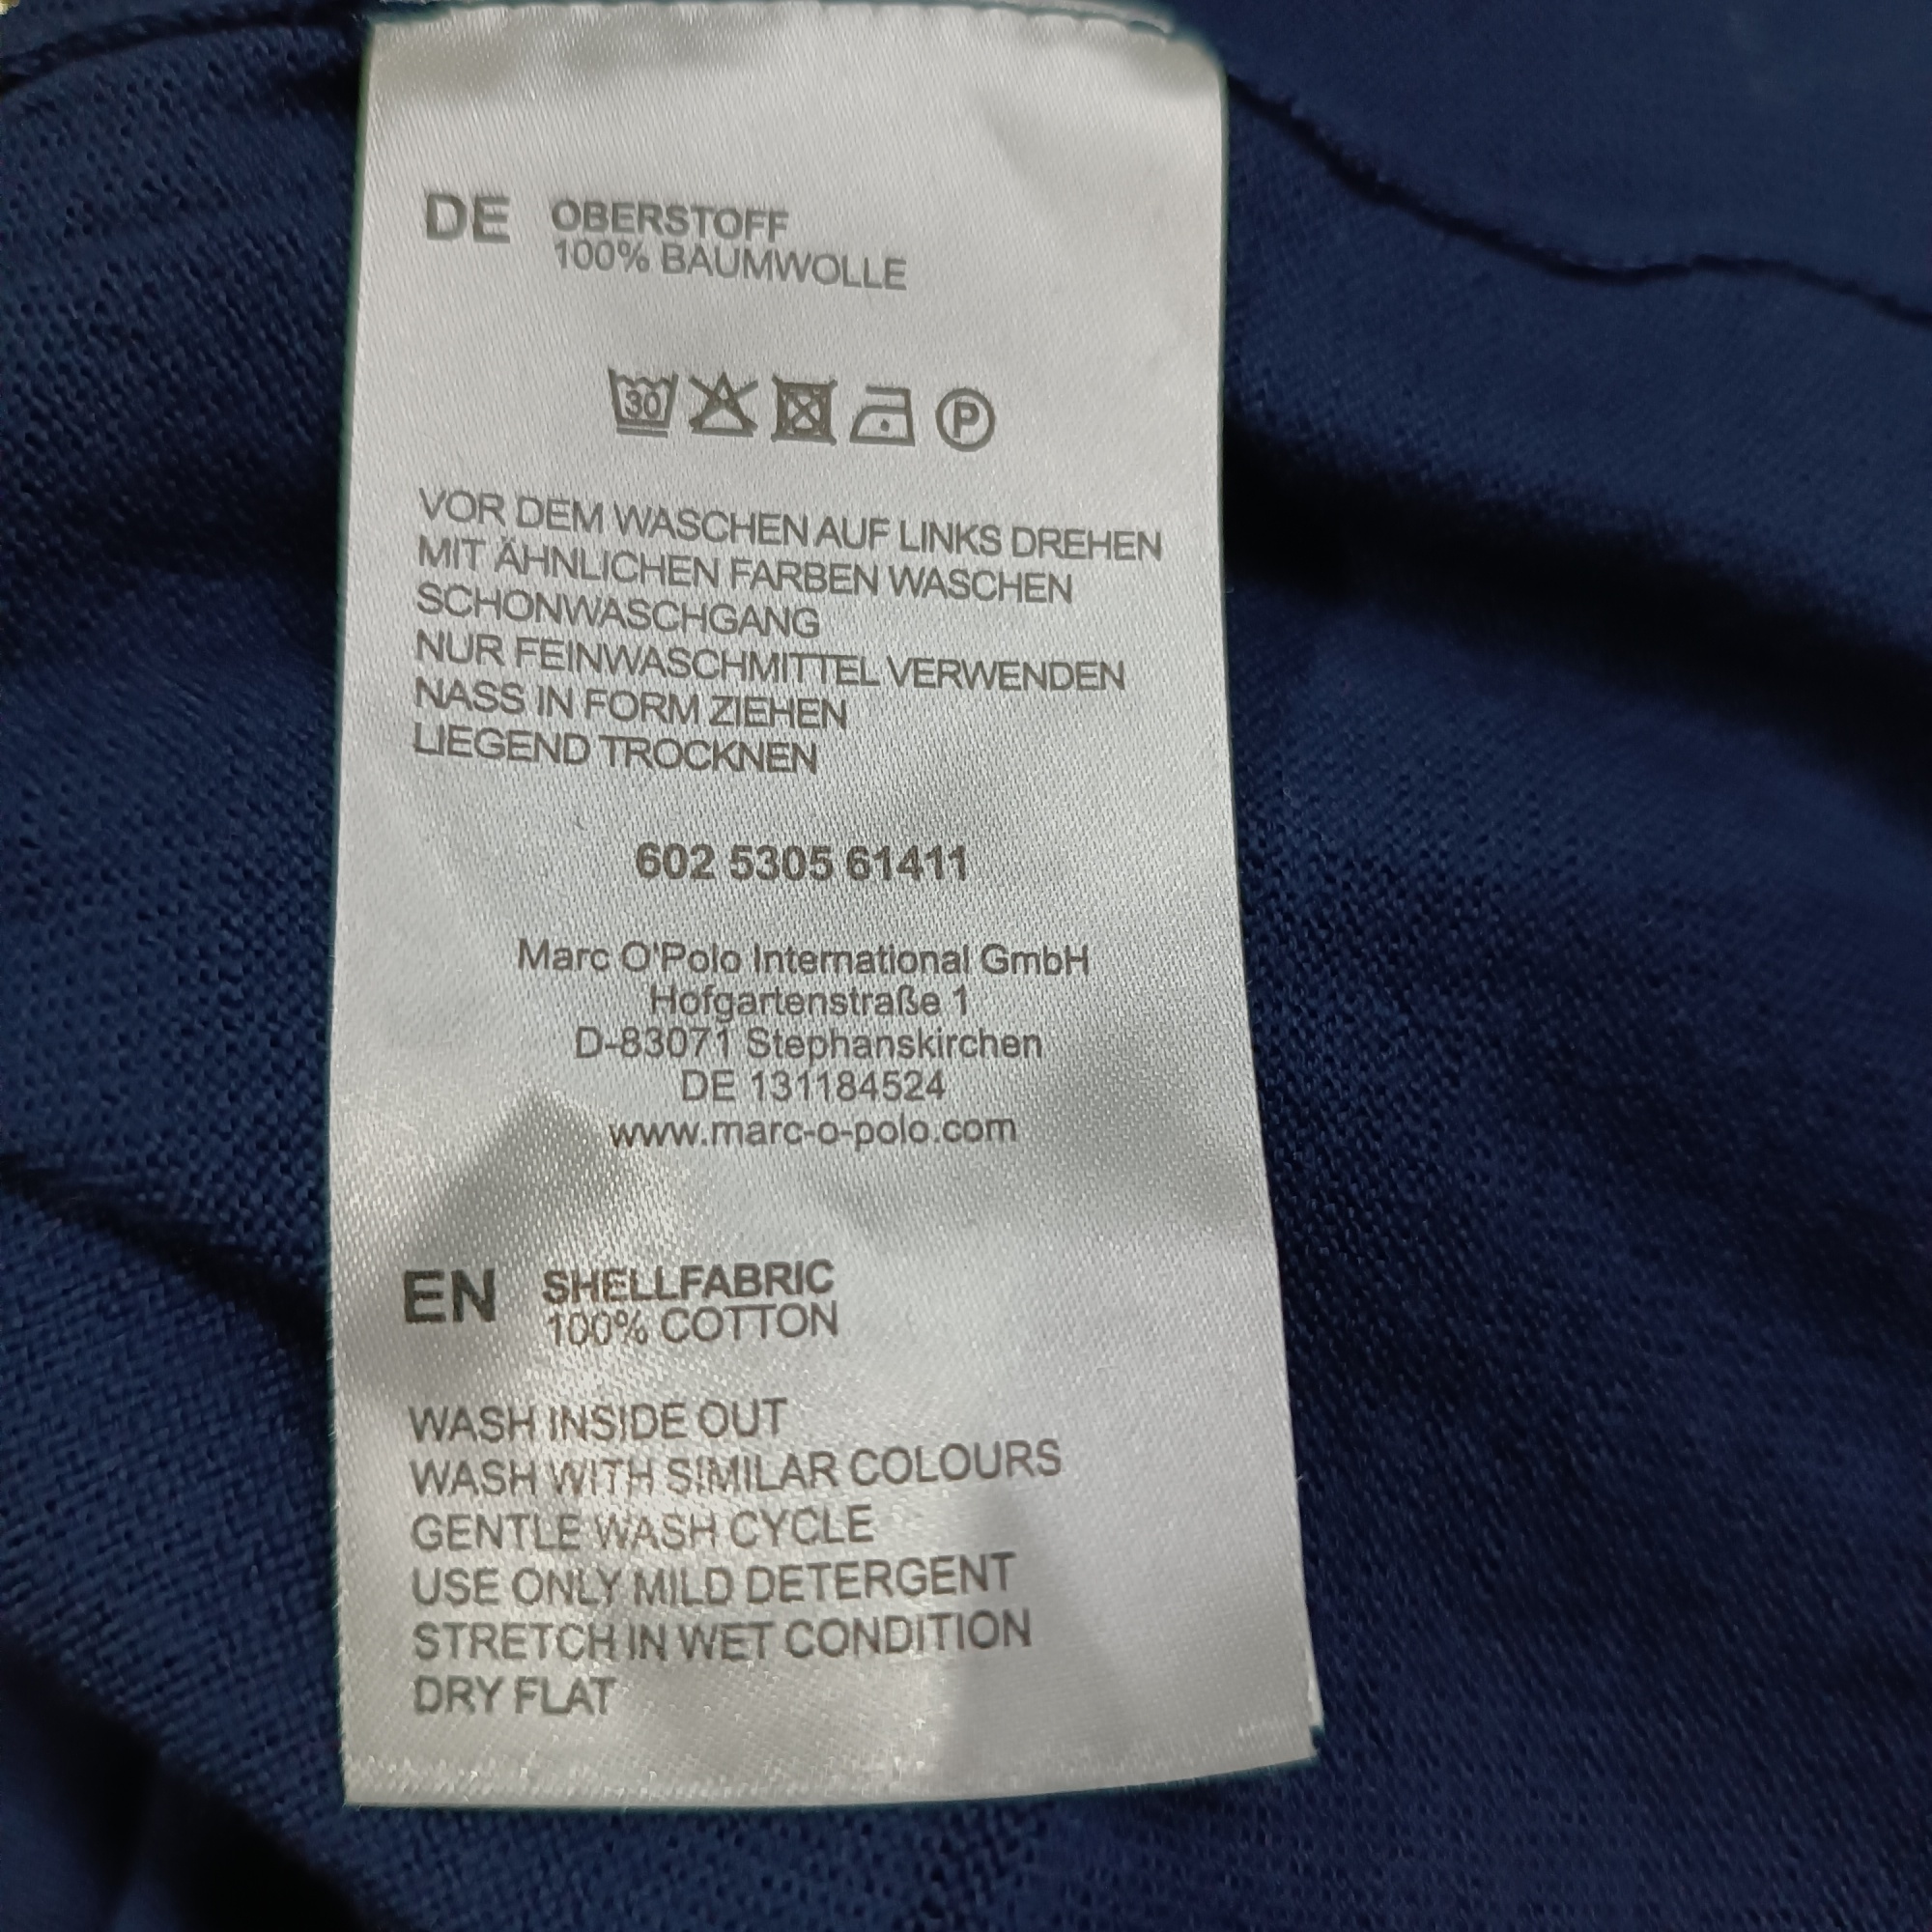 DE OBERSTOFF
100% BAUMWOLLE
30 P
VOR DEM WASCHEN AUF LINKS DREHEN
MIT ÄHNLICHEN FARBEN WASCHEN
SCHONWASCHGANG
NUR FEINWASCHMITTEL VERWENDEN
NASS IN FORM ZIEHEN
LIEGEND TROCKNEN
602 5305 61411
Marc O'Polo International GmbH
Hofgartenstraße 1
D-83071 Stephanskirchen
DE 131184524
www.marc-o-polo.com
EN SHELLFABRIC
100% COTTON
WASH INSIDE OUT
WASH WITH SIMILAR COLOURS
GENTLE WASH CYCLE
USE ONLY MILD DETERGENT
STRETCH IN WET CONDITION
DRY FLAT